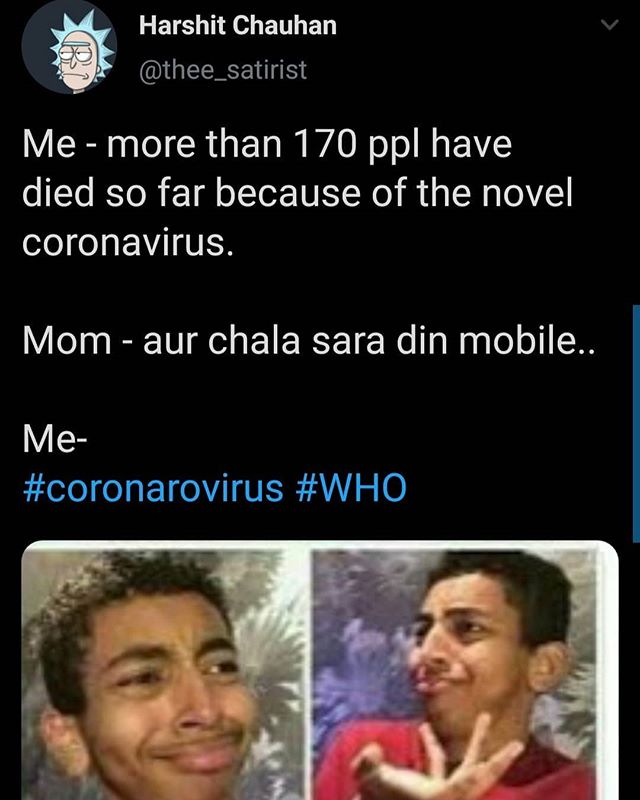 Harshit Chauhan
@thee_satirist
Me - more than 170 ppl have
died so far because of the novel
coronavirus.
Mom - aur chala sara din mobile..
Me-
#coronarovirus #WHO